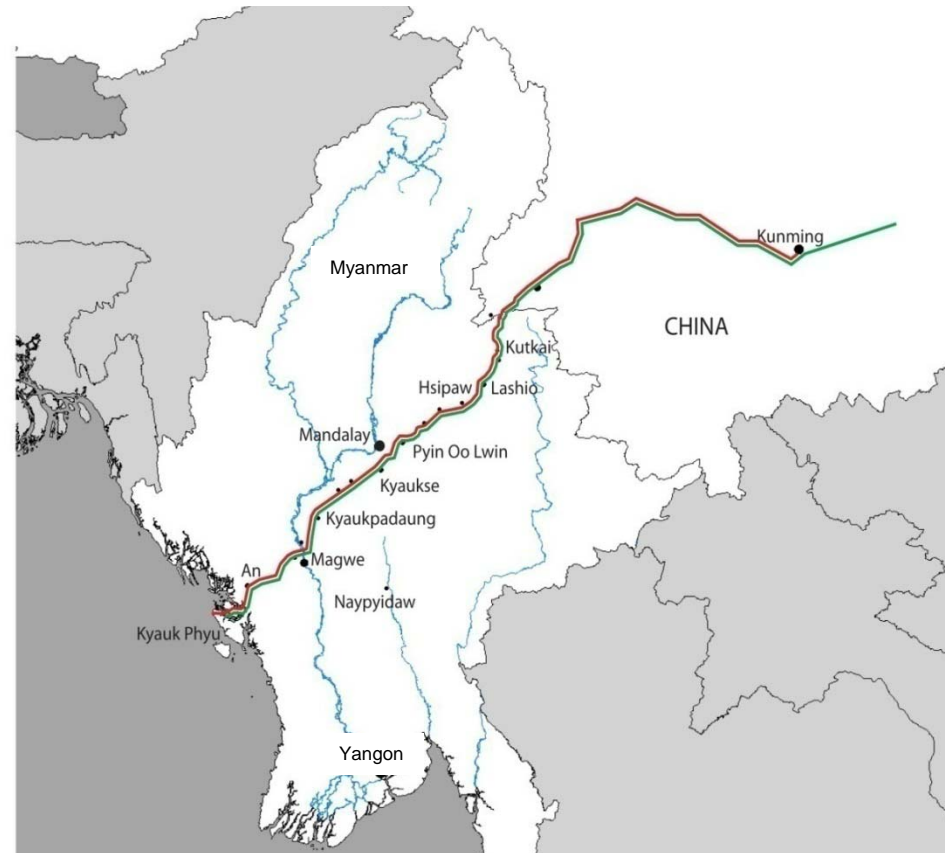 Kunming
Myanmar
CHINA
Kutkai
Hsipaw
Lashio
Mandalay
Pyin Oo Lwin
Kyaukse
Kyaukpadaung
An
Magwe
Naypyidaw
Kyauk Phyu
Yangon